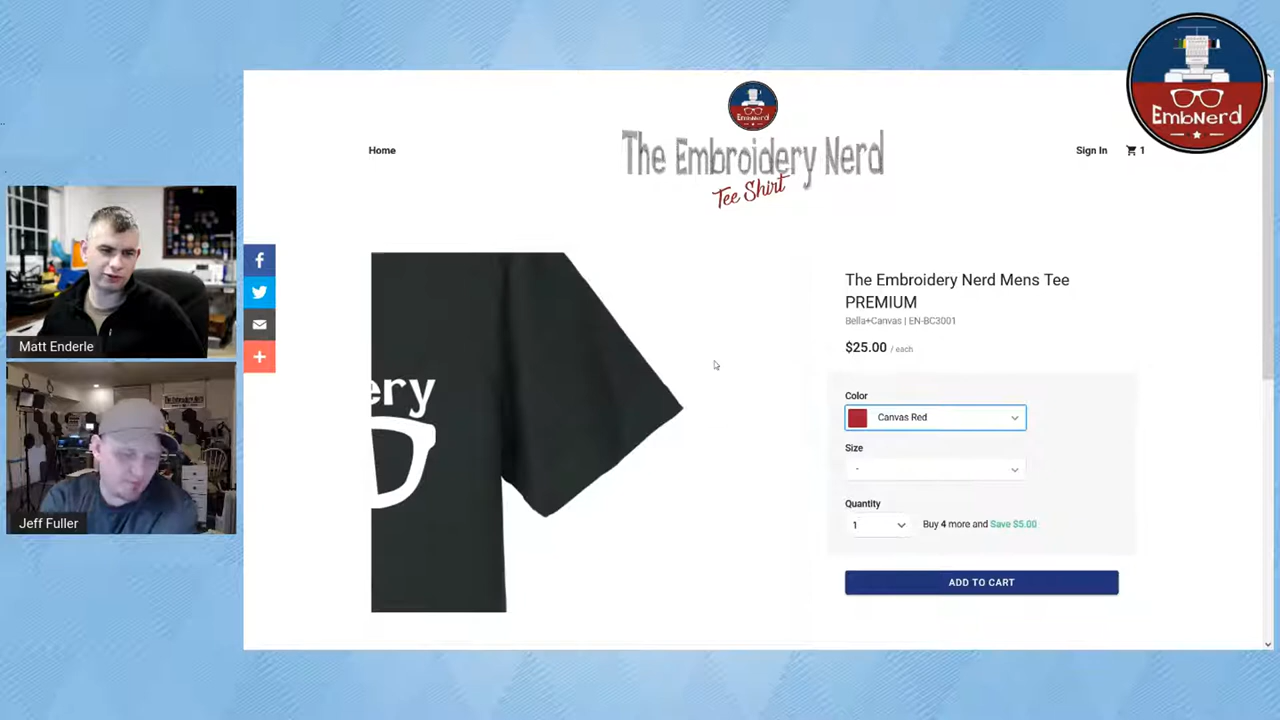 EmbNerd
EmbNerd
The Embroidery Nerd
Tee Shirt
Home
Sign In
1
Matt Enderle
Jeff Fuller
ery
The Embroidery Nerd Mens Tee
PREMIUM
Bella+Canvas | EN-BC3001
$25.00 / each
Color
Canvas Red
Size
-
Quantity
1
Buy 4 more and Save $5.00
ADD TO CART